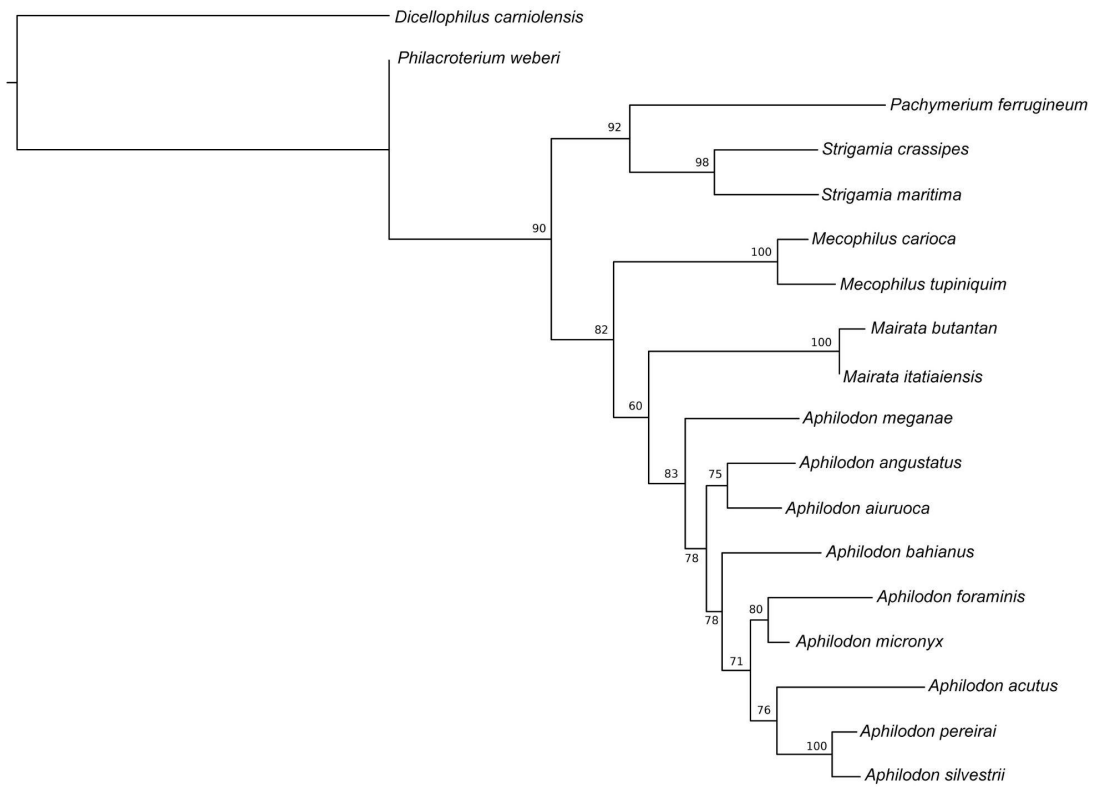 Dicellophilus carniolensis
Philacroterium weberi
Pachymerium ferrugineum
92
Strigamia crassipes
98
Strigamia maritima
90
Mecophilus carioca
100
Mecophilus tupiniquim
82
Mairata butantan
100
Mairata itatiaiensis
60
Aphilodon meganae
83
Aphilodon angustatus
75
Aphilodon aiuruoca
78
Aphilodon bahianus
78
Aphilodon foraminis
80
Aphilodon micronyx
71
Aphilodon acutus
76
Aphilodon pereirai
100
Aphilodon silvestrii